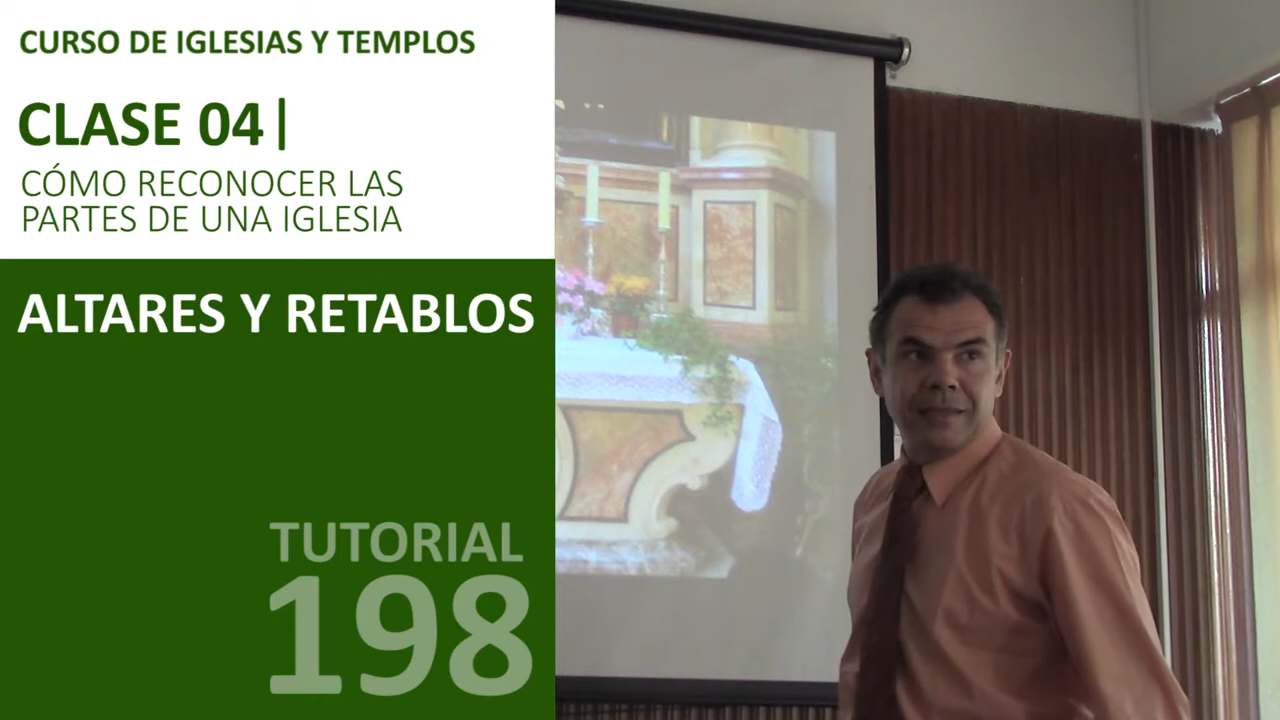 CURSO DE IGLESIAS Y TEMPLOS
CLASE 04|
CÓMO RECONOCER LAS
PARTES DE UNA IGLESIA
ALTARES Y RETABLOS
TUTORIAL
198